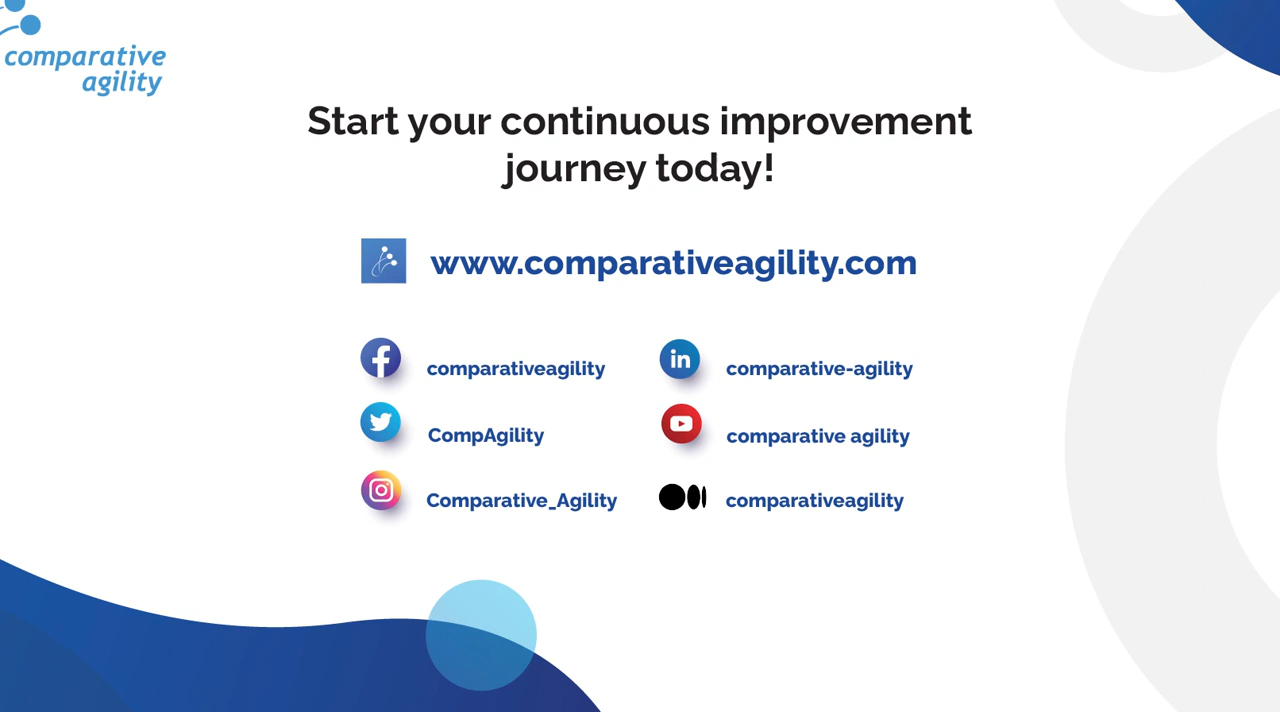 comparative
agility
Start your continuous improvement
journey today!
www.comparativeagility.com
comparativeagility
comparative-agility
CompAgility
comparative agility
Comparative_Agility
comparativeagility